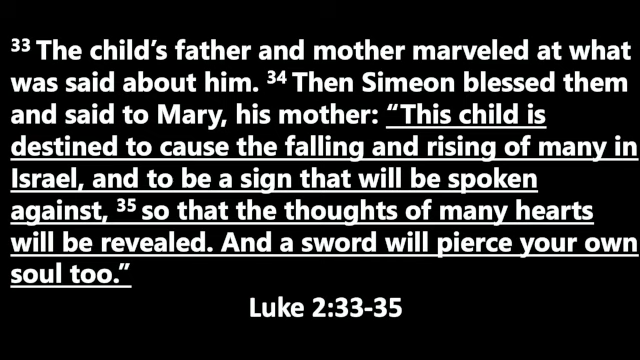 ³³ The child’s father and mother marveled at what
was said about him. ³⁴ Then Simeon blessed them
and said to Mary, his mother: “This child is
destined to cause the falling and rising of many in
Israel, and to be a sign that will be spoken
against, ³⁵ so that the thoughts of many hearts
will be revealed. And a sword will pierce your own
soul too.”
Luke 2:33-35